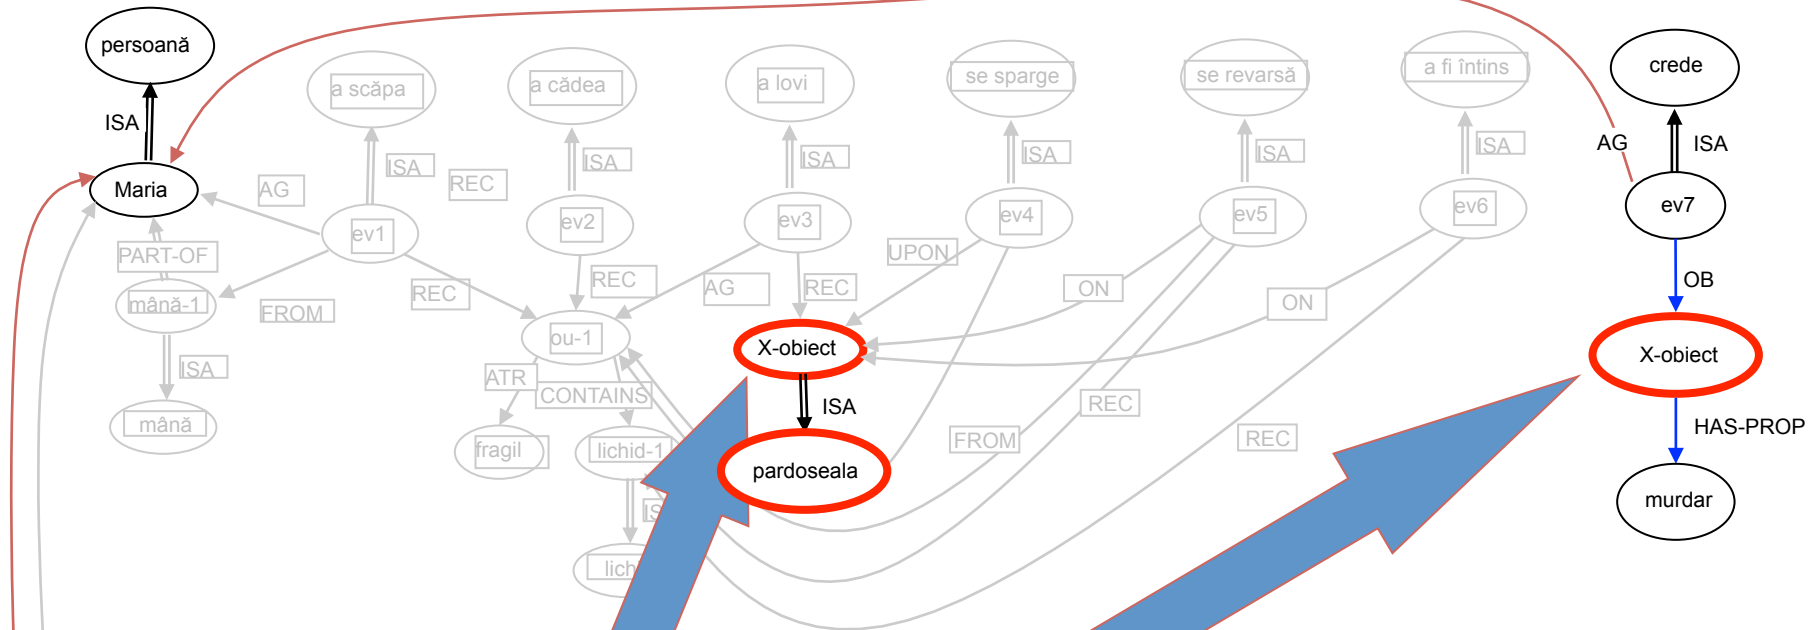 persoană
a scăpa
a cădea
a lovi
se sparge
se revarsă
a fi întins
crede
ISA
ISA
ISA
ISA
ISA
ISA
ISA
AG
ISA
Maria
AG
REC
ev1
ev2
ev3
ev4
ev5
ev6
ev7
PART-OF
FROM
REC
REC
AG
REC
UPON
ON
ON
OB
mână-1
ou-1
X-obiect
X-obiect
ISA
ATR
CONTAINS
ISA
REC
FROM
REC
HAS-PROP
mână
fragil
lichid-1
pardoseala
murdar